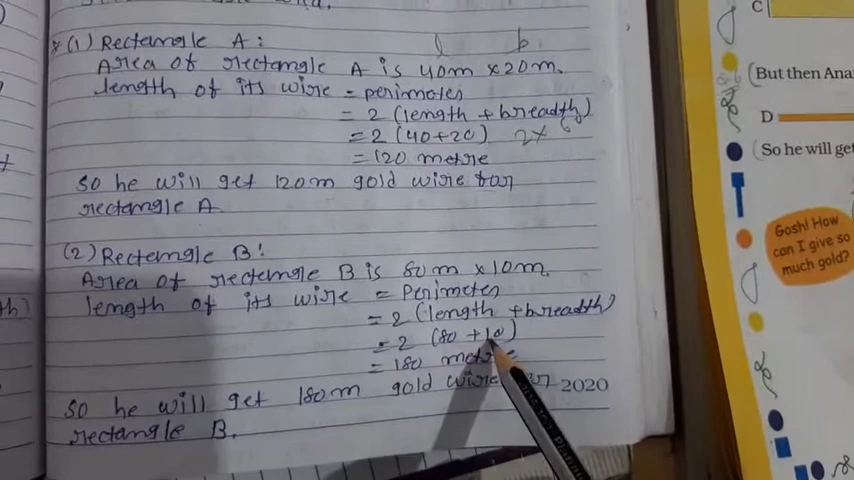 (1) Rectangle A:
l b
Area of rectangle A is 40m x 20m.
length of its wire = perimeter
= 2 (length + breadth)
= 2 (40+20) 2x 6
= 120 metre
So he will get 120m gold wire for
rectangle A
(2) Rectangle B:
Area of rectangle B is 80m x 10m.
length of its wire = Perimeter
= 2 (length + breadth)
= 2 (80 + 10)
= 180 metre
So he will get 180m gold wire 2020
rectangle B.
C
(But then Ana
D
(So he will get
Gosh! How
can I give so
much gold?